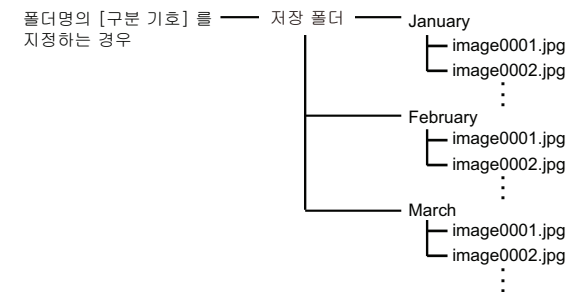 폴더명의 [구분 기호] 를
지정하는 경우
저장 폴더
January
image0001.jpg
image0002.jpg
February
image0001.jpg
image0002.jpg
March
image0001.jpg
image0002.jpg